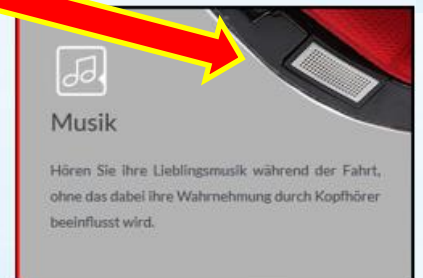 Musik
Hören Sie ihre Lieblingsmusik während der Fahrt,
ohne das dabei ihre Wahrnehmung durch Kopfhörer
beeinflusst wird.